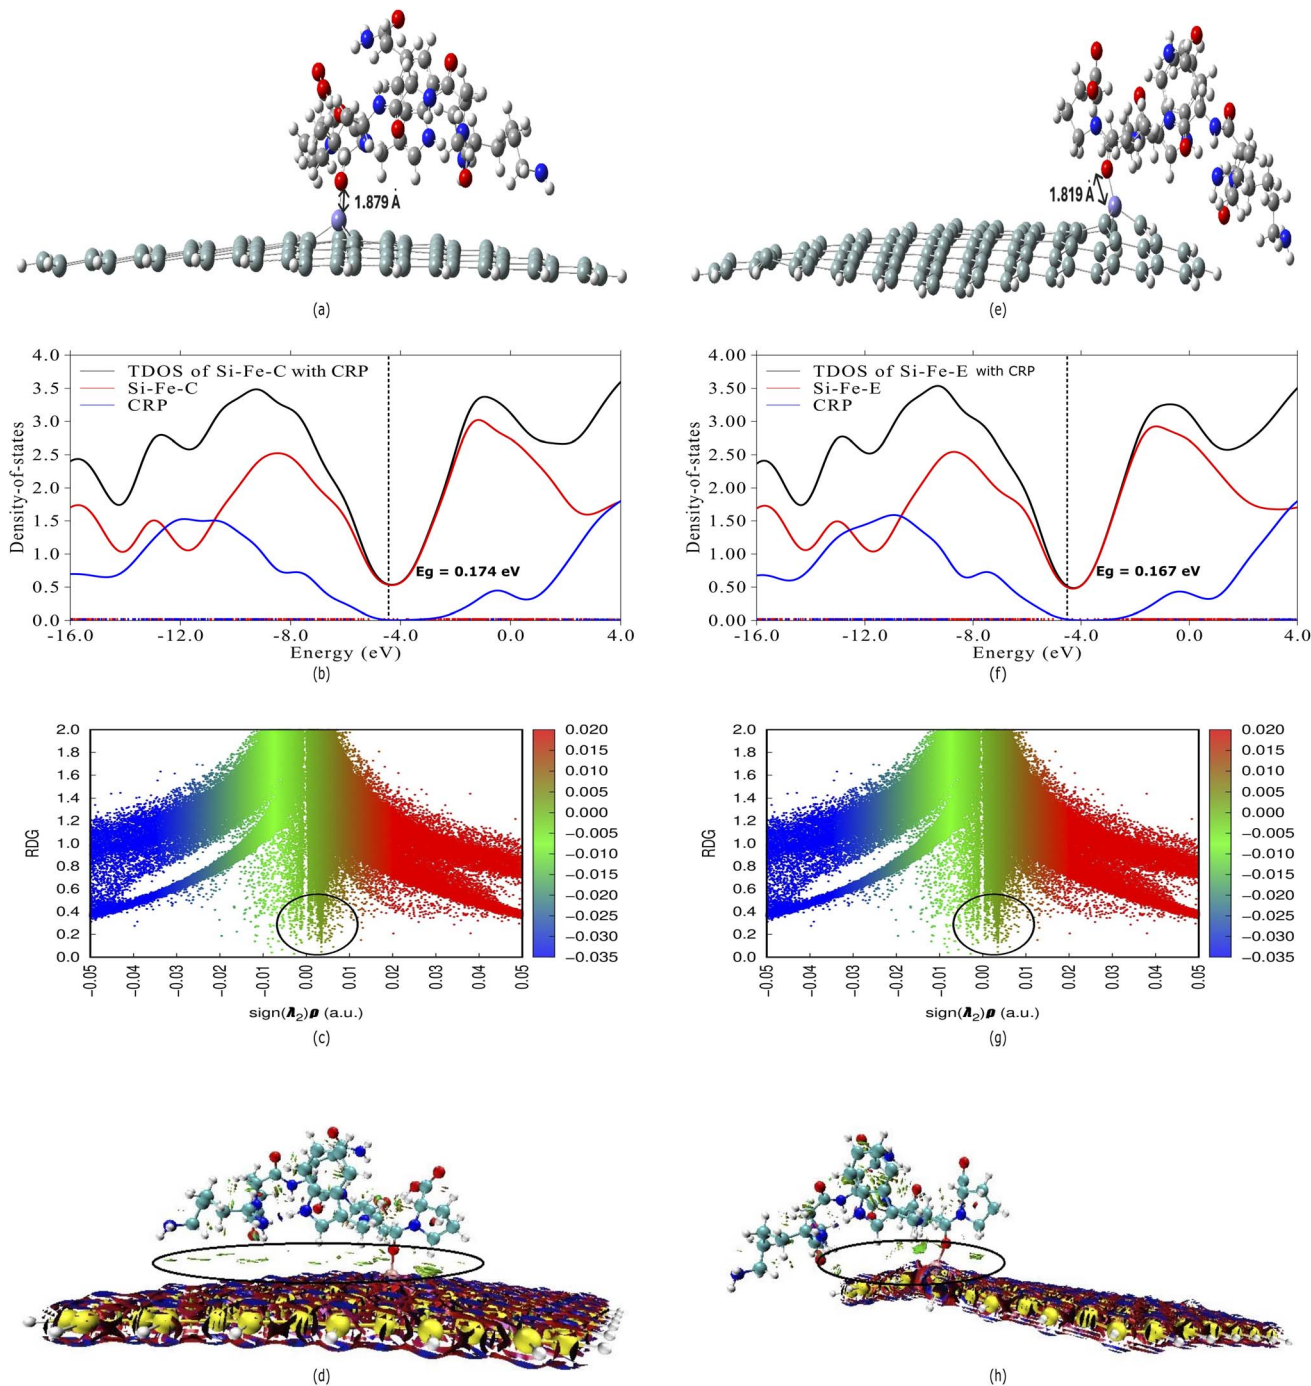 1.879 Å
(a)
1.819 Å
(e)
4.0
3.5
3.0
2.5
2.0
1.5
1.00
0.5
0.00
Density-of-states
TDOS of Si-Fe-C with CRP
Si-Fe-C
CRP
Eg = 0.174 eV
-16.0 -12.0 -8.0 -4.0 0.0 4.0
Energy (eV)
(b)
4.0
3.5
3.0
2.5
2.0
1.5
1.00
0.5
0.00
Density-of-states
TDOS of Si-Fe-E with CRP
Si-Fe-E
CRP
Eg = 0.167 eV
-16.0 -12.0 -8.0 -4.0 0.0 4.0
Energy (eV)
(f)
2.0
1.8
1.6
1.4
1.2
1.0
0.8
0.6
0.4
0.2
0.0
RDG
-0.05 -0.04 -0.03 -0.02 -0.01 0.00 0.01 0.02 0.03 0.04 0.05
sign(λ₂)ρ (a.u.)
0.020
0.015
0.010
0.005
0.000
−0.005
−0.010
−0.015
−0.020
−0.025
−0.030
−0.035
(c)
2.0
1.8
1.6
1.4
1.2
1.0
0.8
0.6
0.4
0.2
0.0
RDG
-0.05 -0.04 -0.03 -0.02 -0.01 0.00 0.01 0.02 0.03 0.04 0.05
sign(λ₂)ρ (a.u.)
0.020
0.015
0.010
0.005
0.000
−0.005
−0.010
−0.015
−0.020
−0.025
−0.030
−0.035
(g)
(d)
(h)